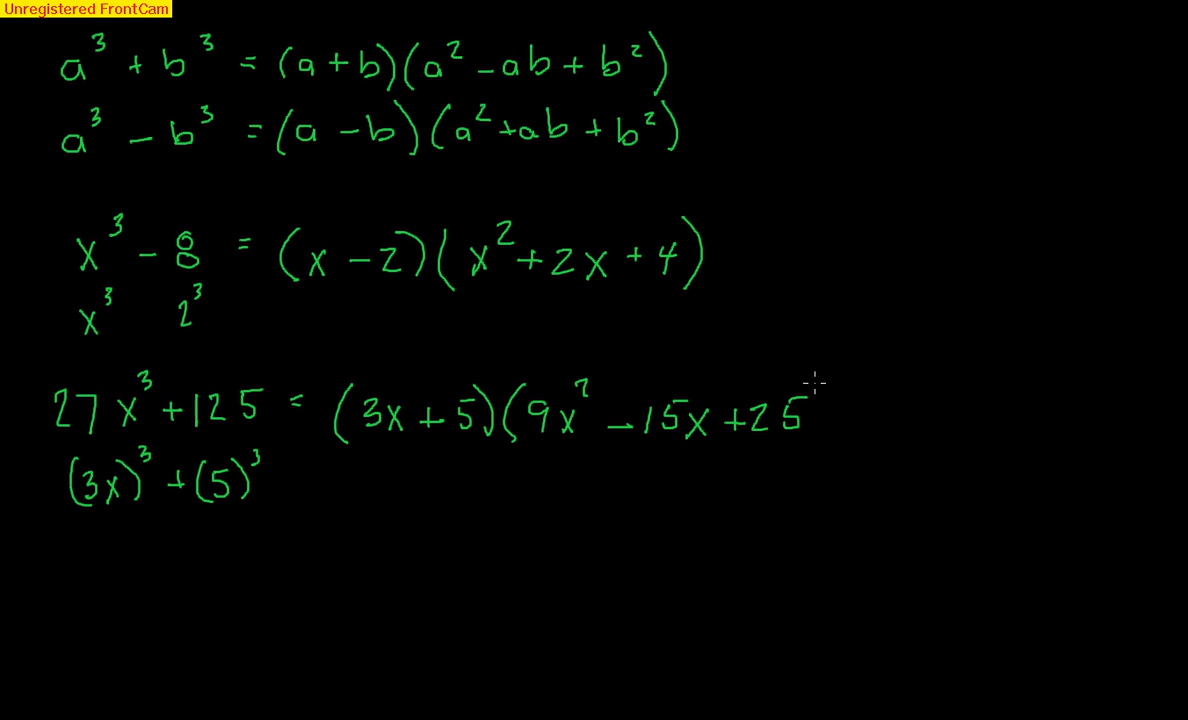 Unregistered FrontCam
a³ + b³ = (a + b)(a² - ab + b²)
a³ - b³ = (a - b)(a² + ab + b²)
x³ - 8 = (x - 2)(x² + 2x + 4)
x³ 2³
27x³ + 125 = (3x + 5)(9x² - 15x + 25
(3x)³ + (5)³